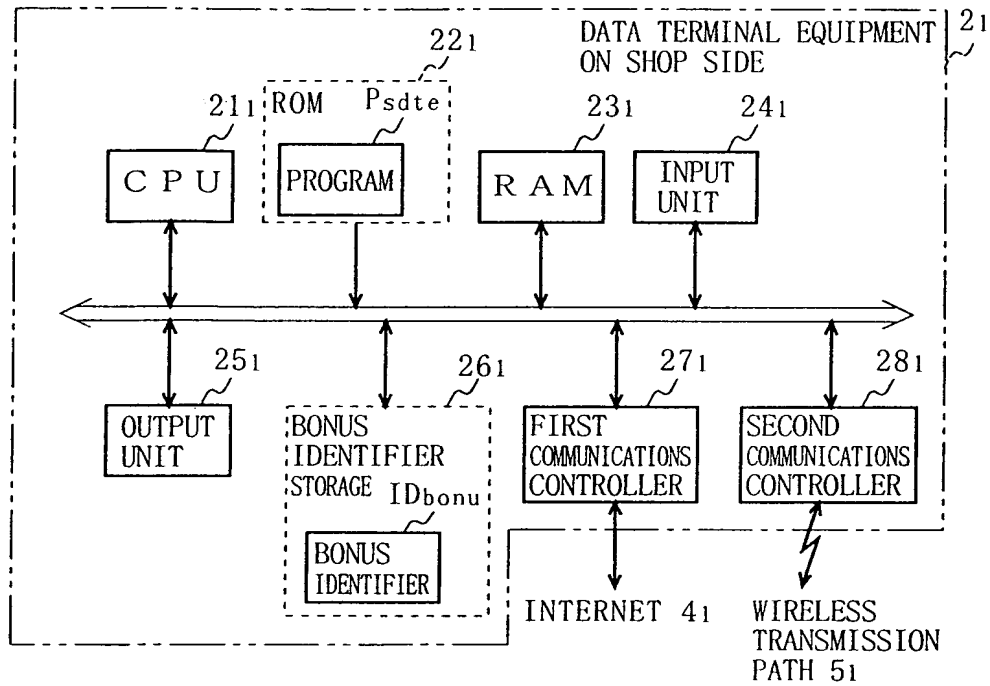 DATA TERMINAL EQUIPMENT
ON SHOP SIDE
21
221
ROM Psdte
PROGRAM
211
CPU
231
RAM
241
INPUT
UNIT
251
OUTPUT
UNIT
261
BONUS
IDENTIFIER
STORAGE
IDbonu
BONUS
IDENTIFIER
271
FIRST
COMMUNICATIONS
CONTROLLER
281
SECOND
COMMUNICATIONS
CONTROLLER
INTERNET 41
WIRELESS
TRANSMISSION
PATH 51